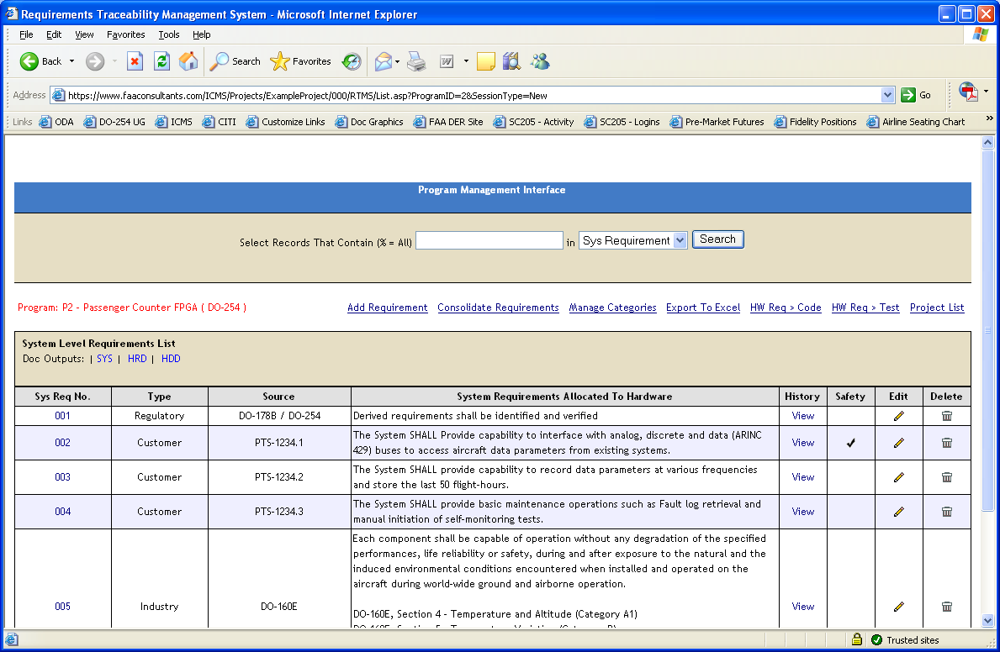 Requirements Traceability Management System - Microsoft Internet Explorer
File Edit View Favorites Tools Help
Back Search Favorites
Address https://www.faaconsultants.com/ICMS/Projects/ExampleProject/000/RTMS/List.asp?ProgramID=2&SessionType=New Go
Links ODA DO-254 UG ICMS CITI Customize Links Doc Graphics FAA DER Site SC205 - Activity SC205 - Logins Pre-Market Futures Fidelity Positions Airline Seating Chart »
Program Management Interface
Select Records That Contain (% = All) in Sys Requirement Search
Program: P2 - Passenger Counter FPGA ( DO-254 ) Add Requirement Consolidate Requirements Manage Categories Export To Excel HW Req > Code HW Req > Test Project List
System Level Requirements List
Doc Outputs: | SYS | HRD | HDD
Sys Req No. Type Source System Requirements Allocated To Hardware History Safety Edit Delete
001 Regulatory DO-178B / DO-254 Derived requirements shall be identified and verified View
002 Customer PTS-1234.1 The System SHALL Provide capability to interface with analog, discrete and data (ARINC
429) buses to access aircraft data parameters from existing systems. View
003 Customer PTS-1234.2 The System SHALL provide capability to record data parameters at various frequencies
and store the last 50 flight-hours. View
004 Customer PTS-1234.3 The System SHALL provide basic maintenance operations such as Fault log retrieval and
manual initiation of self-monitoring tests. View
005 Industry DO-160E Each component shall be capable of operation without any degradation of the specified
performances, life reliability or safety, during and after exposure to the natural and the
induced environmental conditions encountered when installed and operated on the
aircraft during world-wide ground and airborne operation. View
DO-160E, Section 4 - Temperature and Altitude (Category A1)
Trusted sites